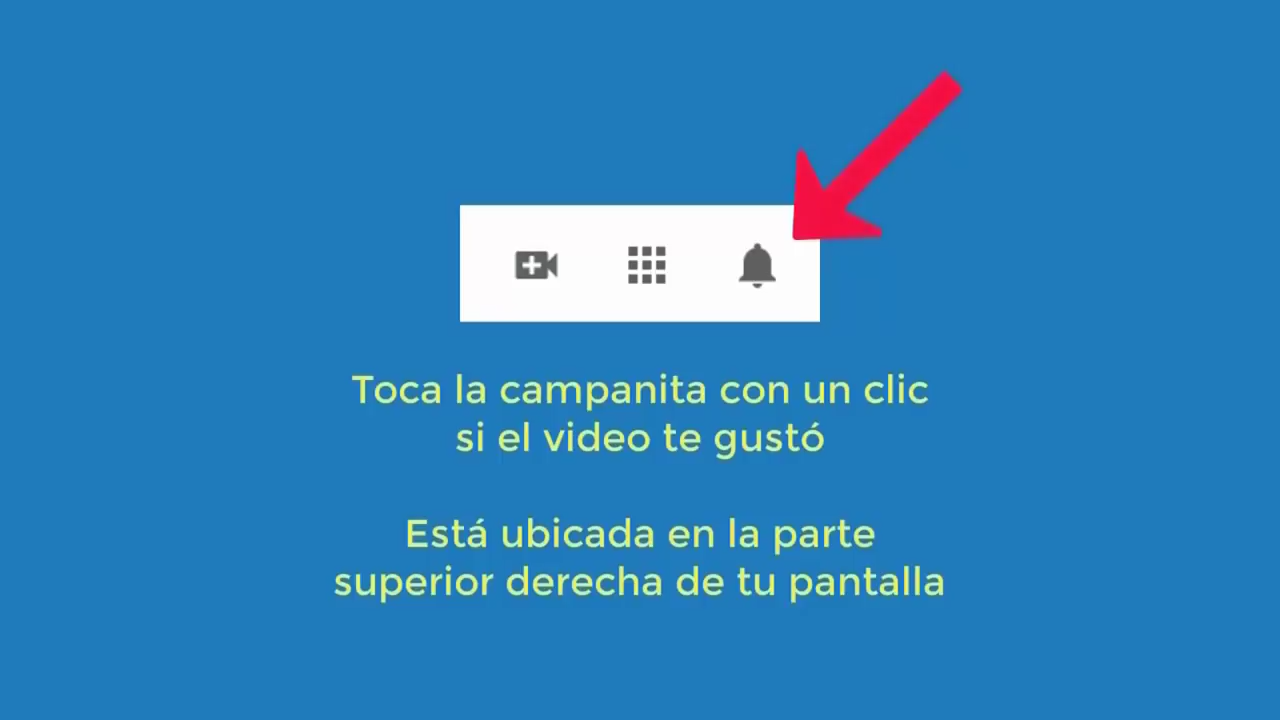 Toca la campanita con un clic
si el video te gustó
Está ubicada en la parte
superior derecha de tu pantalla